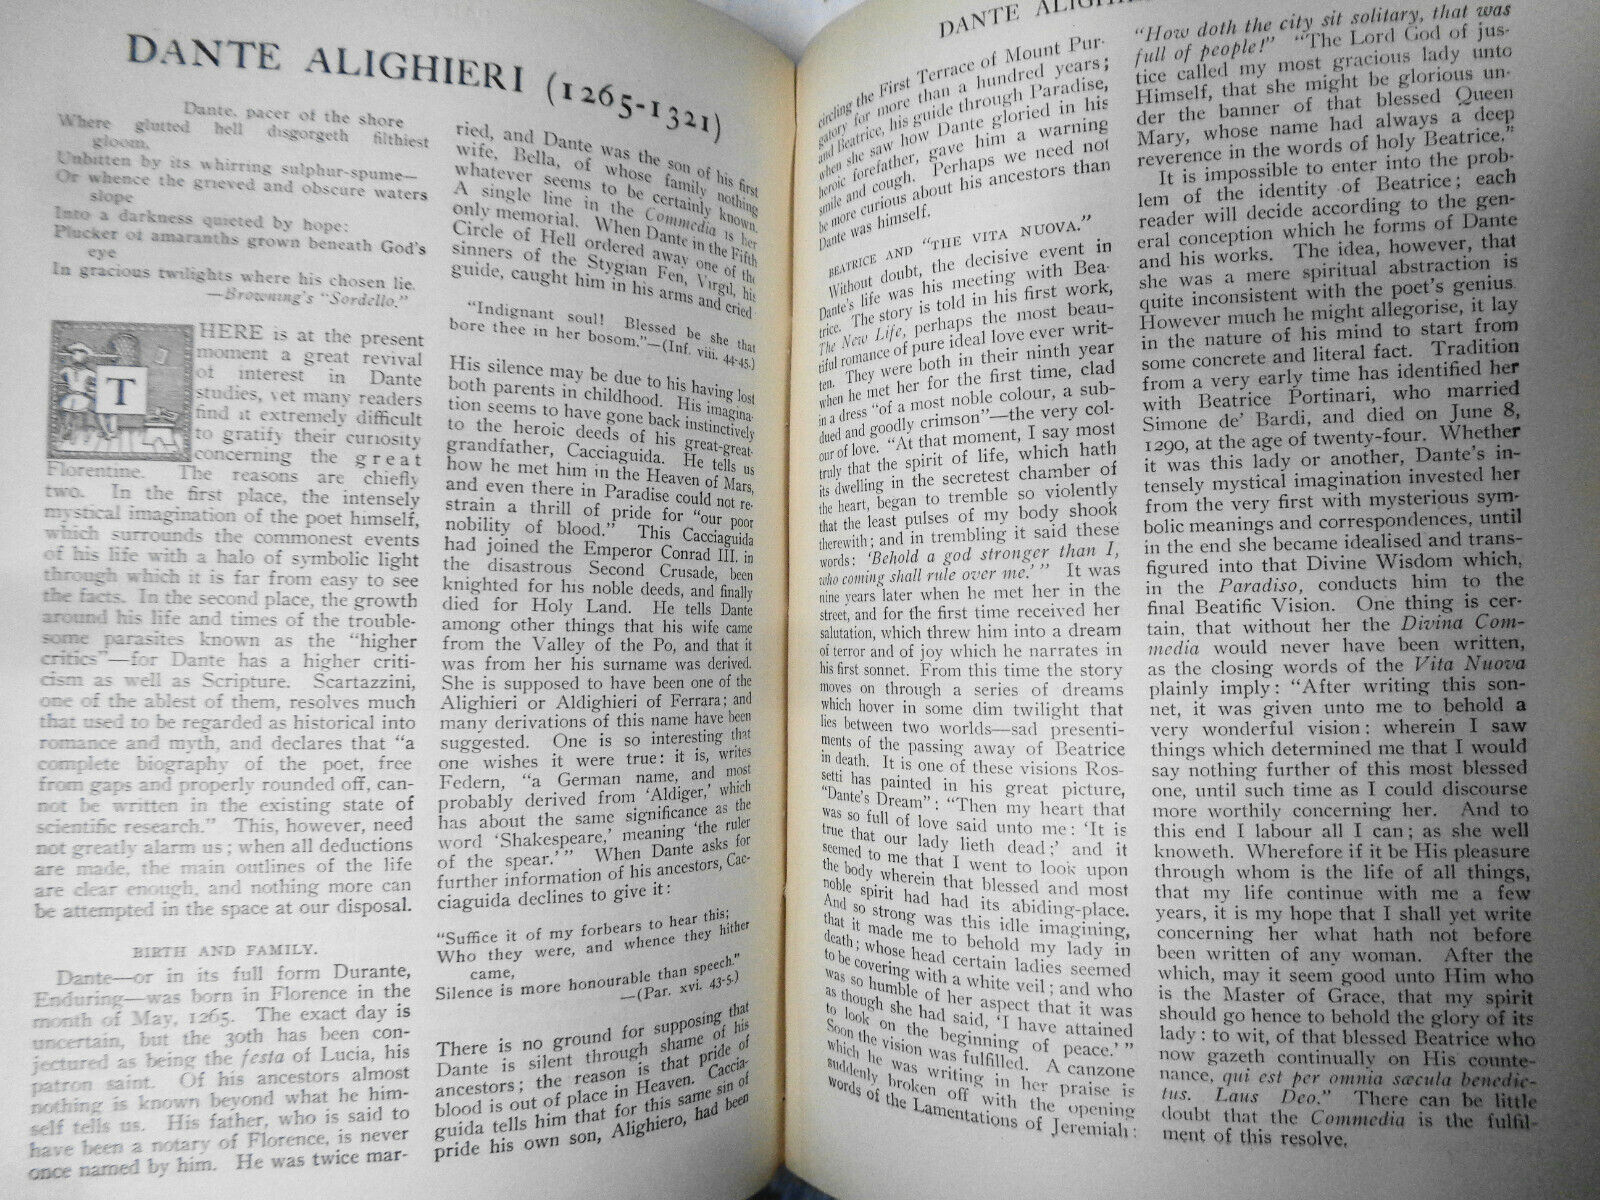 DANTE ALIGHIERI (1265-1321)
Dante, pacer of the shore
Where glutted hell disgorgeth filthiest
gloom,
Unbitten by its whirring sulphur-spume—
Or whence the grieved and obscure waters
slope
Into a darkness quieted by hope:
Plucker of amaranths grown beneath God's
eye
In gracious twilights where his chosen lie.
—Browning's "Sordello."
THERE is at the present
moment a great revival
of interest in Dante
studies, yet many readers
find it extremely difficult
to gratify their curiosity
concerning the great
Florentine. The reasons are chiefly
two. In the first place, the intensely
mystical imagination of the poet himself,
which surrounds the commonest events
of his life with a halo of symbolic light
through which it is far from easy to see
the facts. In the second place, the growth
around his life and times of the trouble-
some parasites known as the "higher
critics"—for Dante has a higher criti-
cism as well as Scripture. Scartazzini,
one of the ablest of them, resolves much
that used to be regarded as historical into
romance and myth, and declares that "a
complete biography of the poet, free
from gaps and properly rounded off, can-
not be written in the existing state of
scientific research." This, however, need
not greatly alarm us; when all deductions
are made, the main outlines of the life
are clear enough, and nothing more can
be attempted in the space at our disposal.
BIRTH AND FAMILY.
Dante—or in its full form Durante,
Enduring—was born in Florence in the
month of May, 1265. The exact day is
uncertain, but the 30th has been con-
jectured as being the festa of Lucia, his
patron saint. Of his ancestors almost
nothing is known beyond what he him-
self tells us. His father, who is said to
have been a notary of Florence, is never
once named by him. He was twice mar-
ried, and Dante was the son of his first
wife, Bella, of whose family nothing
whatever seems to be certainly known.
A single line in the Commedia is her
only memorial. When Dante in the Fifth
Circle of Hell ordered away one of the
sinners of the Stygian Fen, Virgil, his
guide, caught him in his arms and cried
"Indignant soul! Blessed be she that
bore thee in her bosom."—(Inf. viii. 44-45.)
His silence may be due to his having lost
both parents in childhood. His imagina-
tion seems to have gone back instinctively
to the heroic deeds of his great-great-
grandfather, Cacciaguida. He tells us
how he met him in the Heaven of Mars,
and even there in Paradise could not re-
strain a thrill of pride for "our poor
nobility of blood." This Cacciaguida
had joined the Emperor Conrad III. in
the disastrous Second Crusade, been
knighted for his noble deeds, and finally
died for Holy Land. He tells Dante
among other things that his wife came
from the Valley of the Po, and that it
was from her his surname was derived.
She is supposed to have been one of the
Alighieri or Aldighieri of Ferrara; and
many derivations of this name have been
suggested. One is so interesting that
one wishes it were true: it is, writes
Federn, "a German name, and most
probably derived from 'Aldiger,' which
has about the same significance as the
word 'Shakespeare,' meaning 'the ruler
of the spear.'" When Dante asks for
further information of his ancestors, Cac-
ciaguida declines to give it:
"Suffice it of my forbears to hear this;
Who they were, and whence they hither
came,
Silence is more honourable than speech."
—(Par. xvi. 43-5.)
There is no ground for supposing that
Dante is silent through shame of his
ancestors; the reason is that pride of
blood is out of place in Heaven. Caccia-
guida tells him that for this same sin of
pride his own son, Alighiero, had been
DANTE ALIGHIE
circling the First Terrace of Mount Pur-
gatory for more than a hundred years;
and Beatrice, his guide through Paradise,
when she saw how Dante gloried in his
heroic forefather, gave him a warning
smile and cough. Perhaps we need not
be more curious about his ancestors than
Dante was himself.
BEATRICE AND "THE VITA NUOVA."
Without doubt, the decisive event in
Dante's life was his meeting with Bea-
trice. The story is told in his first work,
The New Life, perhaps the most beau-
tiful romance of pure ideal love ever writ-
ten. They were both in their ninth year
when he met her for the first time, clad
in a dress "of a most noble colour, a sub-
dued and goodly crimson"—the very col-
our of love. "At that moment, I say most
truly that the spirit of life, which hath
its dwelling in the secretest chamber of
the heart, began to tremble so violently
that the least pulses of my body shook
therewith; and in trembling it said these
words: 'Behold a god stronger than I,
who coming shall rule over me.'" It was
nine years later when he met her in the
street, and for the first time received her
salutation, which threw him into a dream
of terror and of joy which he narrates in
his first sonnet. From this time the story
moves on through a series of dreams
which hover in some dim twilight that
lies between two worlds—sad presenti-
ments of the passing away of Beatrice
in death. It is one of these visions Ros-
setti has painted in his great picture,
"Dante's Dream": "Then my heart that
was so full of love said unto me: 'It is
true that our lady lieth dead;' and it
seemed to me that I went to look upon
the body wherein that blessed and most
noble spirit had had its abiding-place.
And so strong was this idle imagining,
that it made me to behold my lady in
death; whose head certain ladies seemed
to be covering with a white veil; and who
was so humble of her aspect that it was
as though she had said, 'I have attained
to look on the beginning of peace.'"
Soon the vision was fulfilled. A canzone
which he was writing in her praise is
suddenly broken off with the opening
words of the Lamentations of Jeremiah:
"How doth the city sit solitary, that was
full of people!" "The Lord God of jus-
tice called my most gracious lady unto
Himself, that she might be glorious un-
der the banner of that blessed Queen
Mary, whose name had always a deep
reverence in the words of holy Beatrice."
It is impossible to enter into the prob-
lem of the identity of Beatrice; each
reader will decide according to the gen-
eral conception which he forms of Dante
and his works. The idea, however, that
she was a mere spiritual abstraction is
quite inconsistent with the poet's genius.
However much he might allegorise, it lay
in the nature of his mind to start from
some concrete and literal fact. Tradition
from a very early time has identified her
with Beatrice Portinari, who married
Simone de' Bardi, and died on June 8,
1290, at the age of twenty-four. Whether
it was this lady or another, Dante's in-
tensely mystical imagination invested her
from the very first with mysterious sym-
bolic meanings and correspondences, until
in the end she became idealised and trans-
figured into that Divine Wisdom which,
in the Paradiso, conducts him to the
final Beatific Vision. One thing is cer-
tain, that without her the Divina Com-
media would never have been written,
as the closing words of the Vita Nuova
plainly imply: "After writing this son-
net, it was given unto me to behold a
very wonderful vision: wherein I saw
things which determined me that I would
say nothing further of this most blessed
one, until such time as I could discourse
more worthily concerning her. And to
this end I labour all I can; as she well
knoweth. Wherefore if it be His pleasure
through whom is the life of all things,
that my life continue with me a few
years, it is my hope that I shall yet write
concerning her what hath not before
been written of any woman. After the
which, may it seem good unto Him who
is the Master of Grace, that my spirit
should go hence to behold the glory of its
lady: to wit, of that blessed Beatrice who
now gazeth continually on His counte-
nance, qui est per omnia sæcula benedic-
tus. Laus Deo." There can be little
doubt that the Commedia is the fulfil-
ment of this resolve.